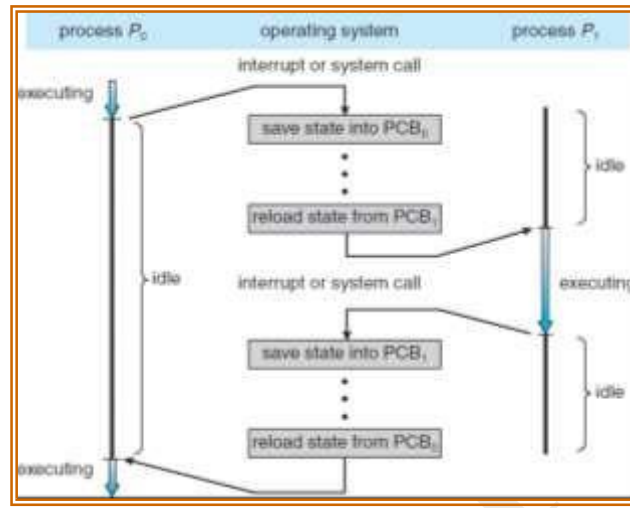 process P₀ operating system process P₁
interrupt or system call
executing
save state into PCB₀
idle
reload state from PCB₁
idle
interrupt or system call
executing
save state into PCB₁
idle
reload state from PCB₀
executing